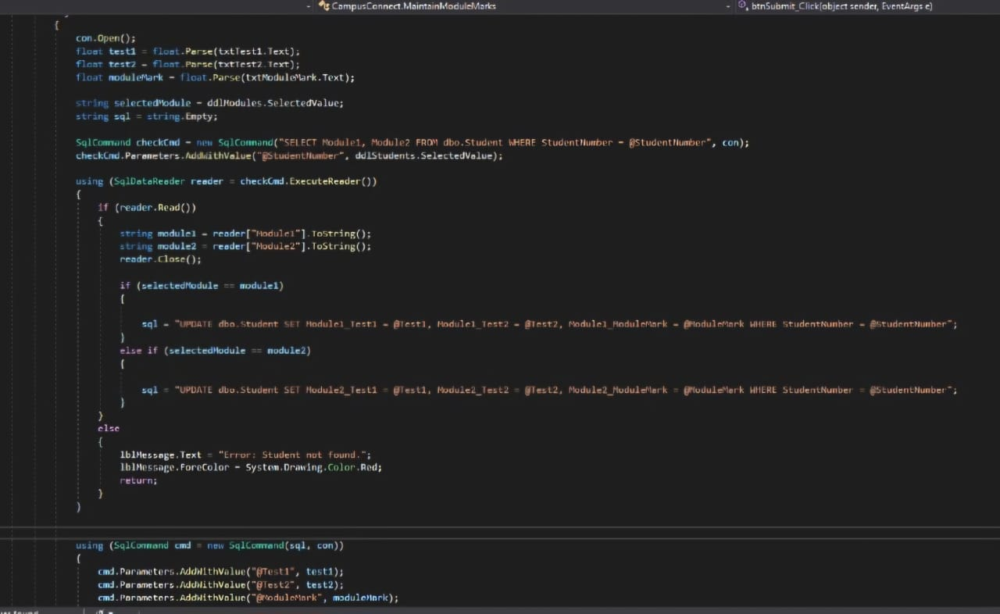 CampusConnect.MaintainModuleMarks
btnSubmit_Click(object sender, EventArgs e)
{
con.Open();
float test1 = float.Parse(txtTest1.Text);
float test2 = float.Parse(txtTest2.Text);
float moduleMark = float.Parse(txtModuleMark.Text);
string selectedModule = ddlModules.SelectedValue;
string sql = string.Empty;
SqlCommand checkCmd = new SqlCommand("SELECT Module1, Module2 FROM dbo.Student WHERE StudentNumber = @StudentNumber", con);
checkCmd.Parameters.AddWithValue("@StudentNumber", ddlStudents.SelectedValue);
using (SqlDataReader reader = checkCmd.ExecuteReader())
{
if (reader.Read())
{
string module1 = reader["Module1"].ToString();
string module2 = reader["Module2"].ToString();
reader.Close();
if (selectedModule == module1)
{
sql = "UPDATE dbo.Student SET Module1_Test1 = @Test1, Module1_Test2 = @Test2, Module1_ModuleMark = @ModuleMark WHERE StudentNumber = @StudentNumber";
}
else if (selectedModule == module2)
{
sql = "UPDATE dbo.Student SET Module2_Test1 = @Test1, Module2_Test2 = @Test2, Module2_ModuleMark = @ModuleMark WHERE StudentNumber = @StudentNumber";
}
}
else
{
lblMessage.Text = "Error: Student not found.";
lblMessage.ForeColor = System.Drawing.Color.Red;
return;
}
}
using (SqlCommand cmd = new SqlCommand(sql, con))
{
cmd.Parameters.AddWithValue("@Test1", test1);
cmd.Parameters.AddWithValue("@Test2", test2);
cmd.Parameters.AddWithValue("@ModuleMark", moduleMark);